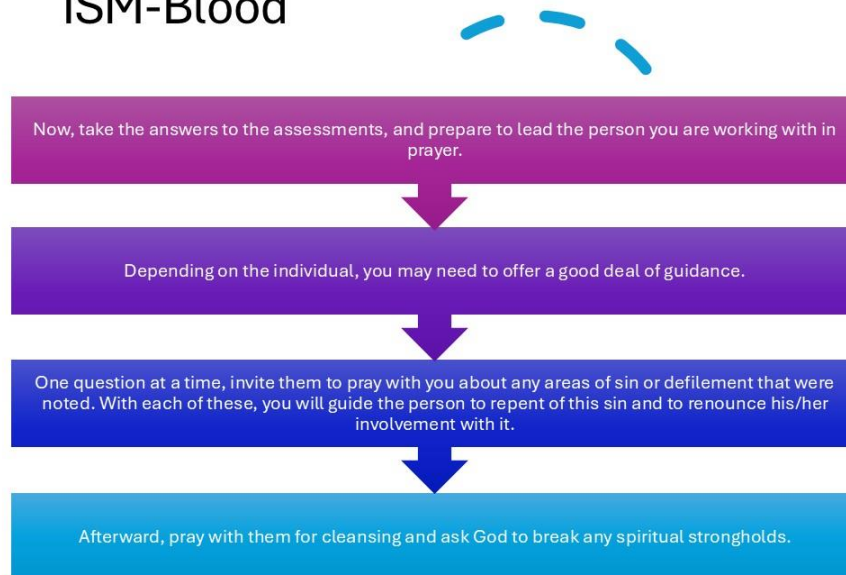 ISM-Blood
Now, take the answers to the assessments, and prepare to lead the person you are working with in
prayer.
Depending on the individual, you may need to offer a good deal of guidance.
One question at a time, invite them to pray with you about any areas of sin or defilement that were
noted. With each of these, you will guide the person to repent of this sin and to renounce his/her
involvement with it.
Afterward, pray with them for cleansing and ask God to break any spiritual strongholds.